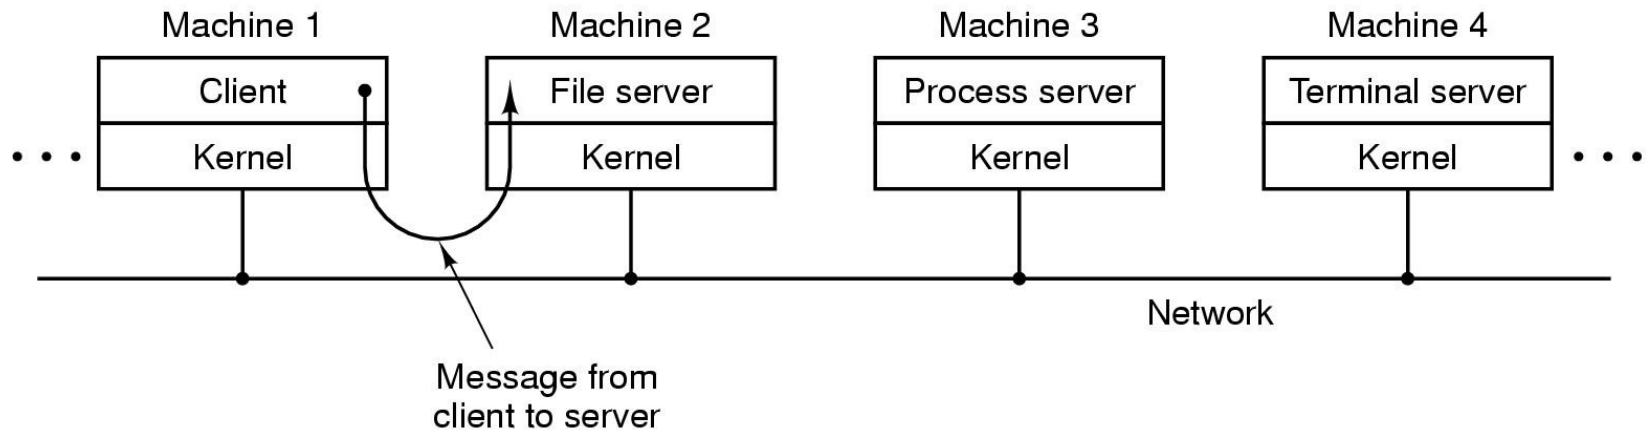 Machine 1
Machine 2
Machine 3
Machine 4
Client
File server
Process server
Terminal server
Kernel
Kernel
Kernel
Kernel
Network
Message from
client to server